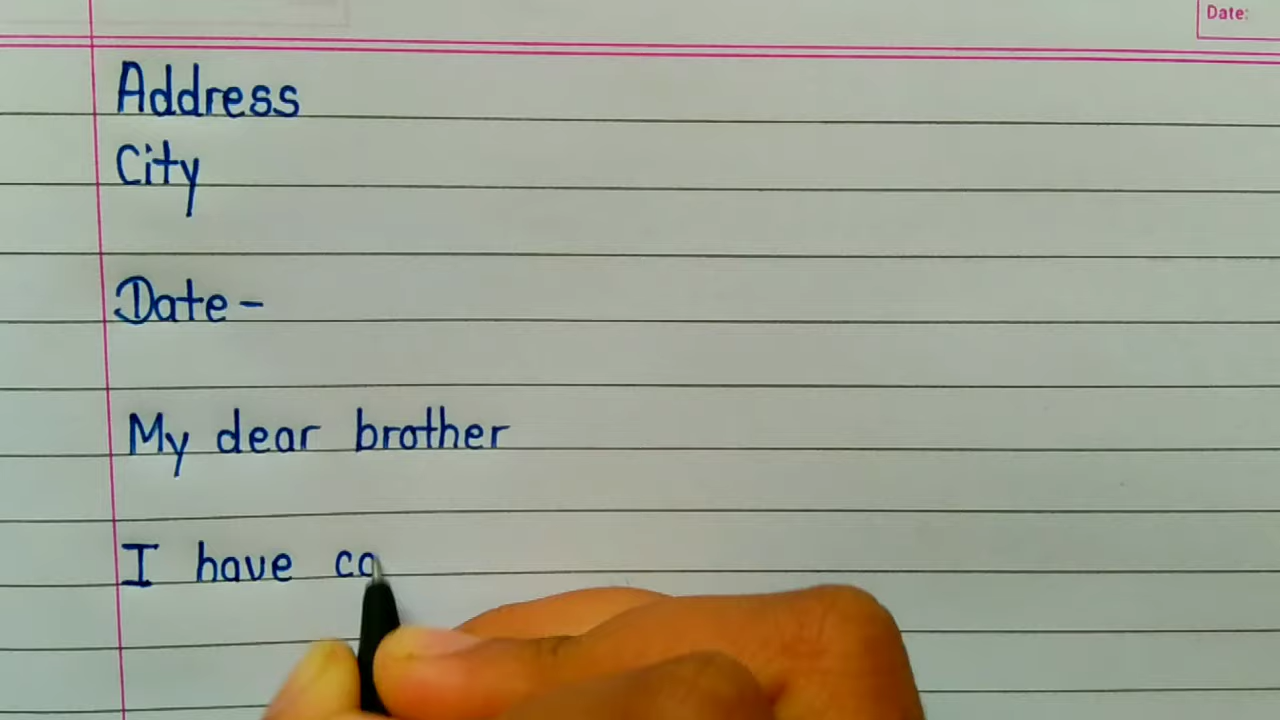 Date:
Address
City
Date-
My dear brother
I have co